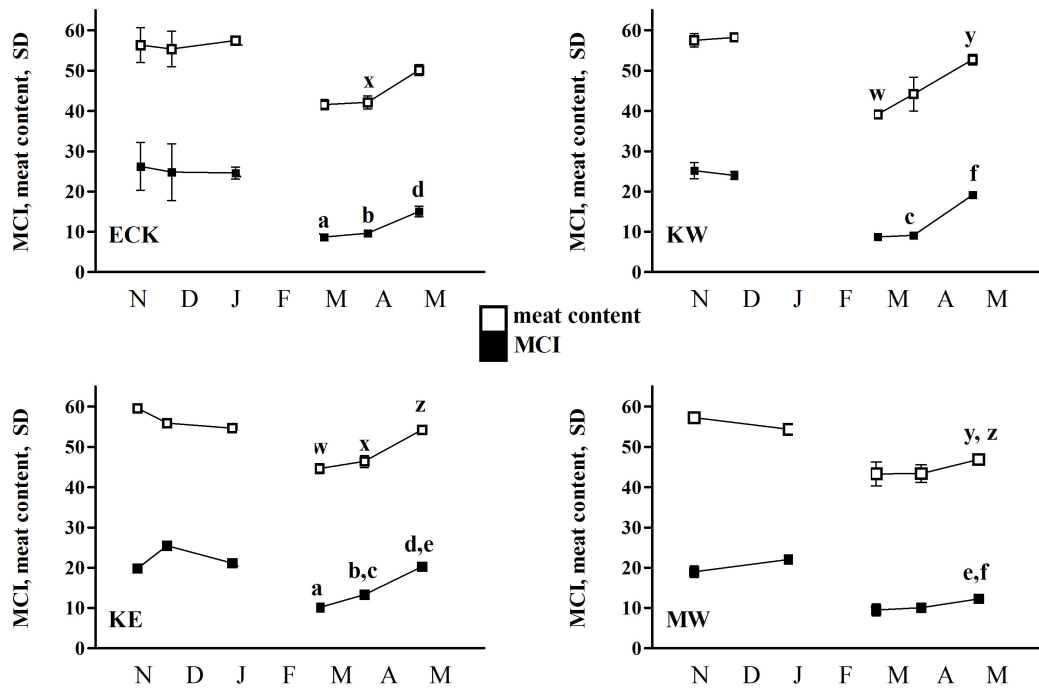 MCI, meat content, SD
60
50
40
30
20
10
0
x
a
b
d
ECK
N D J F M A M
MCI, meat content, SD
60
50
40
30
20
10
0
w
y
c
f
KW
N D J F M A M
meat content
MCI
MCI, meat content, SD
60
50
40
30
20
10
0
w
x
z
a
b,c
d,e
KE
N D J F M A M
MCI, meat content, SD
60
50
40
30
20
10
0
y, z
e,f
MW
N D J F M A M